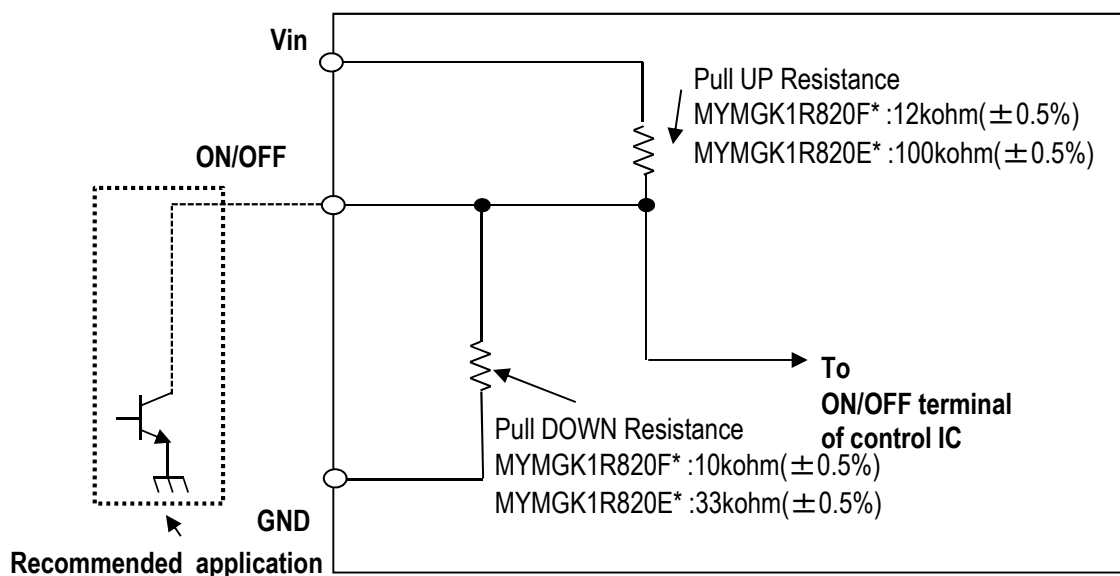 Vin
Pull UP Resistance
MYMGK1R820F* :12kohm(±0.5%)
MYMGK1R820E* :100kohm(±0.5%)
ON/OFF
To
ON/OFF terminal
of control IC
Pull DOWN Resistance
MYMGK1R820F* :10kohm(±0.5%)
MYMGK1R820E* :33kohm(±0.5%)
GND
Recommended application